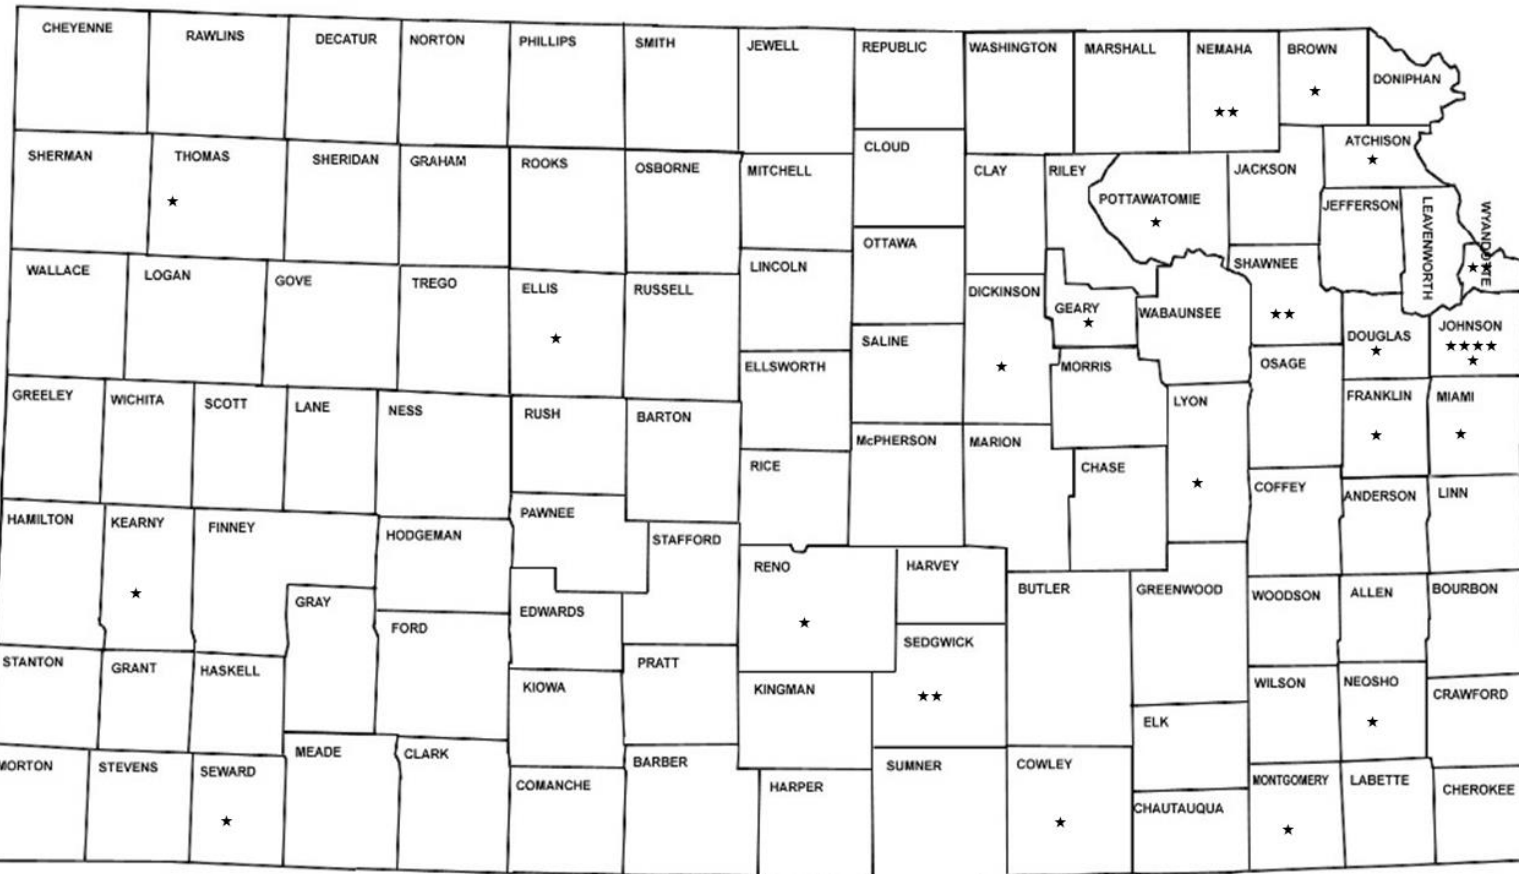 CHEYENNE
RAWLINS
DECATUR
NORTON
PHILLIPS
SMITH
JEWELL
REPUBLIC
WASHINGTON
MARSHALL
NEMAHA
BROWN
DONIPHAN
SHERMAN
THOMAS
SHERIDAN
GRAHAM
ROOKS
OSBORNE
MITCHELL
CLOUD
CLAY
RILEY
POTTAWATOMIE
JACKSON
ATCHISON
JEFFERSON
LEAVENWORTH
WYANDOTTE
WALLACE
LOGAN
GOVE
TREGO
ELLIS
RUSSELL
LINCOLN
OTTAWA
DICKINSON
GEARY
WABAUNSEE
SHAWNEE
DOUGLAS
JOHNSON
SALINE
ELLSWORTH
MORRIS
OSAGE
GREELEY
WICHITA
SCOTT
LANE
NESS
RUSH
BARTON
RICE
McPHERSON
MARION
CHASE
LYON
COFFEY
FRANKLIN
MIAMI
ANDERSON
LINN
HAMILTON
KEARNY
FINNEY
HODGEMAN
PAWNEE
STAFFORD
RENO
HARVEY
BUTLER
GREENWOOD
WOODSON
ALLEN
BOURBON
GRAY
FORD
EDWARDS
SEDGWICK
STANTON
GRANT
HASKELL
KIOWA
PRATT
KINGMAN
ELK
WILSON
NEOSHO
CRAWFORD
MORTON
STEVENS
SEWARD
MEADE
CLARK
COMANCHE
BARBER
HARPER
SUMNER
COWLEY
CHAUTAUQUA
MONTGOMERY
LABETTE
CHEROKEE